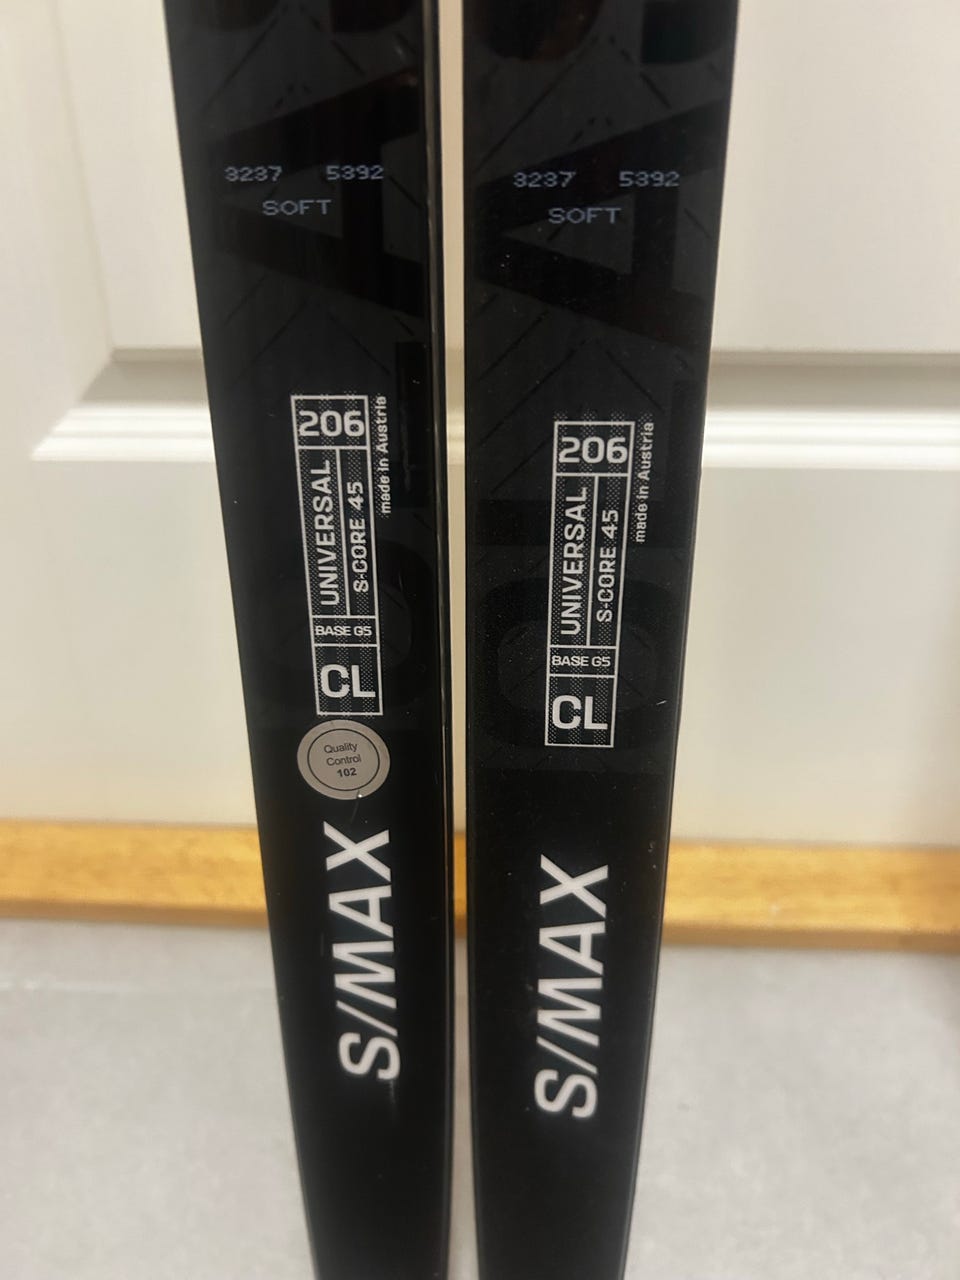 3237 5392
SOFT
206
UNIVERSAL
S-CORE 45
made in Austria
BASE G5
CL
Quality
Control
102
S/MAX
3237 5392
SOFT
206
UNIVERSAL
S-CORE 45
made in Austria
BASE G5
CL
S/MAX